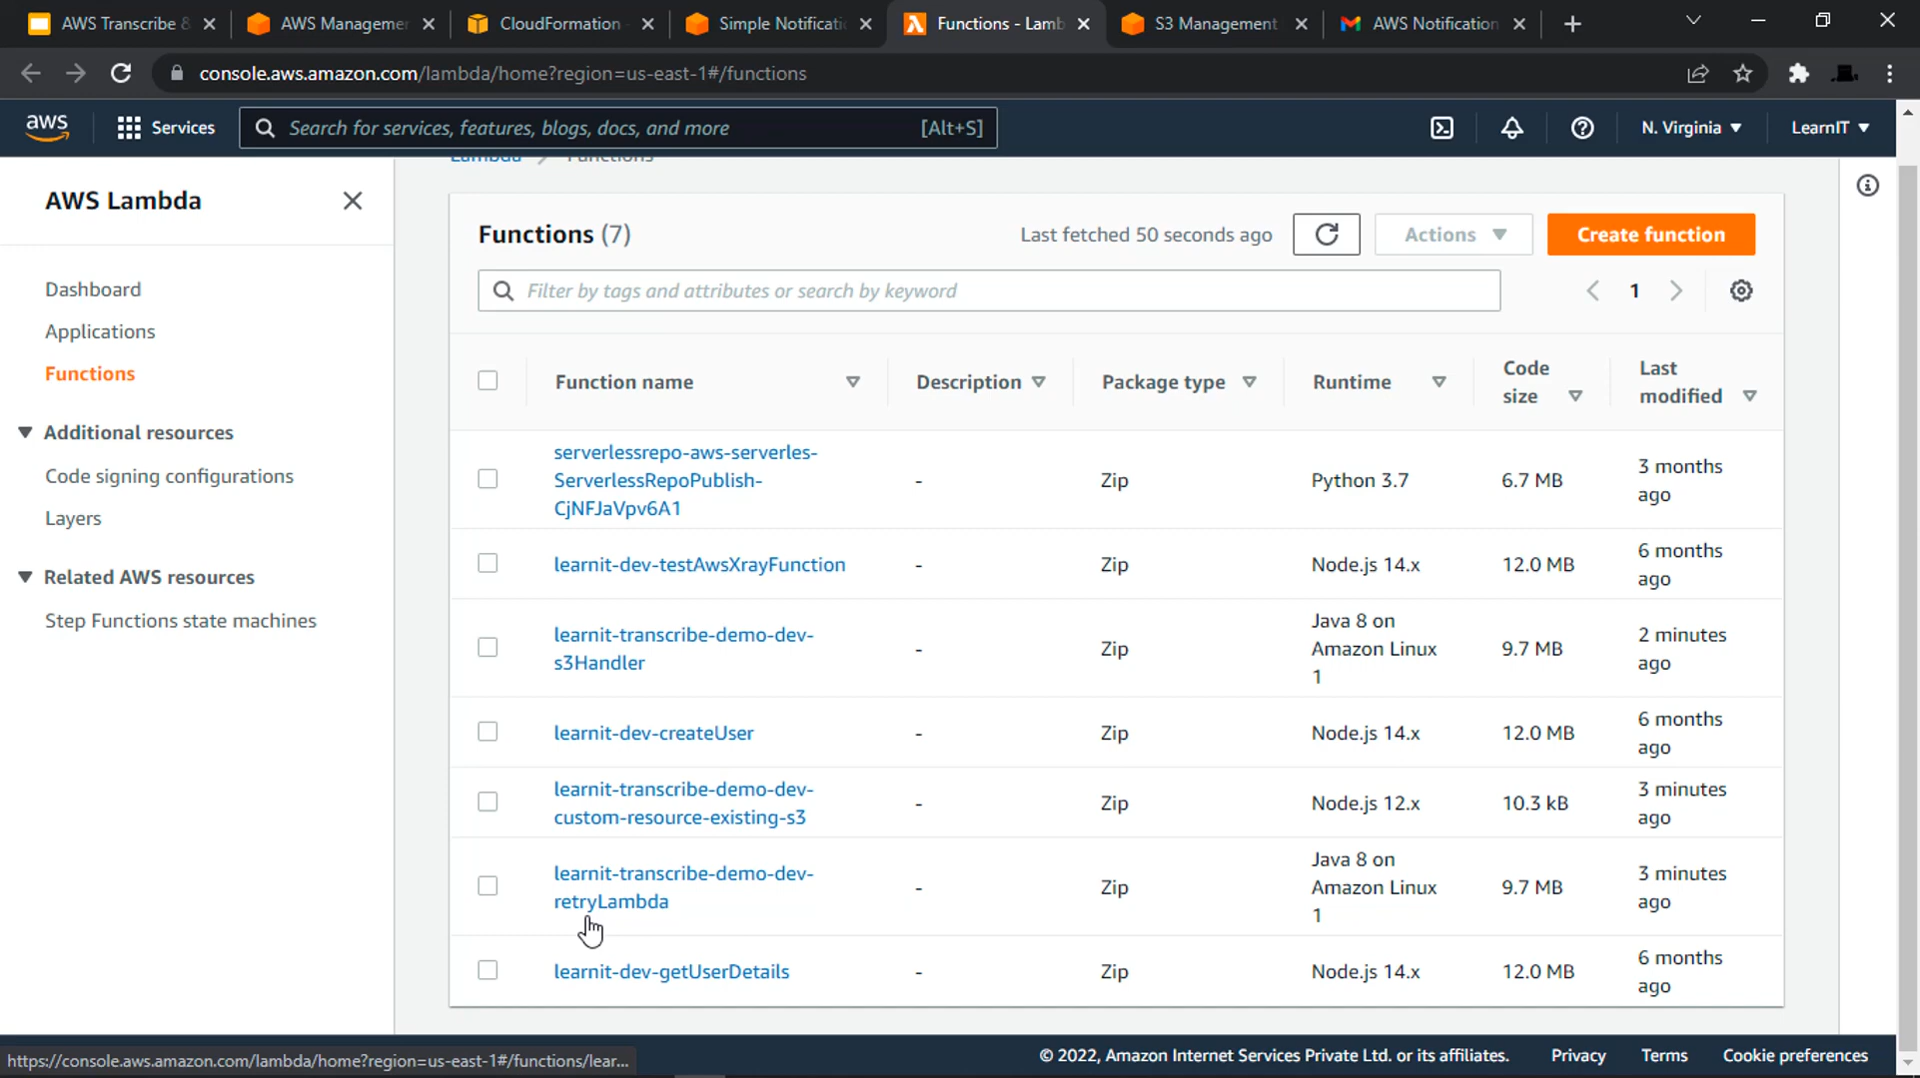 AWS Transcribe &
AWS Managemen
CloudFormation -
Simple Notificatio
Functions - Lamb
S3 Management
AWS Notification
console.aws.amazon.com/lambda/home?region=us-east-1#/functions
aws
Services
Search for services, features, blogs, docs, and more
[Alt+S]
N. Virginia ▼
LearnIT ▼
Lambda > Functions
AWS Lambda
Dashboard
Applications
Functions
Additional resources
Code signing configurations
Layers
Related AWS resources
Step Functions state machines
Functions (7)
Last fetched 50 seconds ago
Actions ▼
Create function
Filter by tags and attributes or search by keyword
1
Function name
Description
Package type
Runtime
Code
size
Last
modified
serverlessrepo-aws-serverles-
ServerlessRepoPublish-
CjNFJaVpv6A1
-
Zip
Python 3.7
6.7 MB
3 months
ago
learnit-dev-testAwsXrayFunction
-
Zip
Node.js 14.x
12.0 MB
6 months
ago
learnit-transcribe-demo-dev-
s3Handler
-
Zip
Java 8 on
Amazon Linux
1
9.7 MB
2 minutes
ago
learnit-dev-createUser
-
Zip
Node.js 14.x
12.0 MB
6 months
ago
learnit-transcribe-demo-dev-
custom-resource-existing-s3
-
Zip
Node.js 12.x
10.3 kB
3 minutes
ago
learnit-transcribe-demo-dev-
retryLambda
-
Zip
Java 8 on
Amazon Linux
1
9.7 MB
3 minutes
ago
learnit-dev-getUserDetails
-
Zip
Node.js 14.x
12.0 MB
6 months
ago
https://console.aws.amazon.com/lambda/home?region=us-east-1#/functions/lear...
© 2022, Amazon Internet Services Private Ltd. or its affiliates.
Privacy
Terms
Cookie preferences